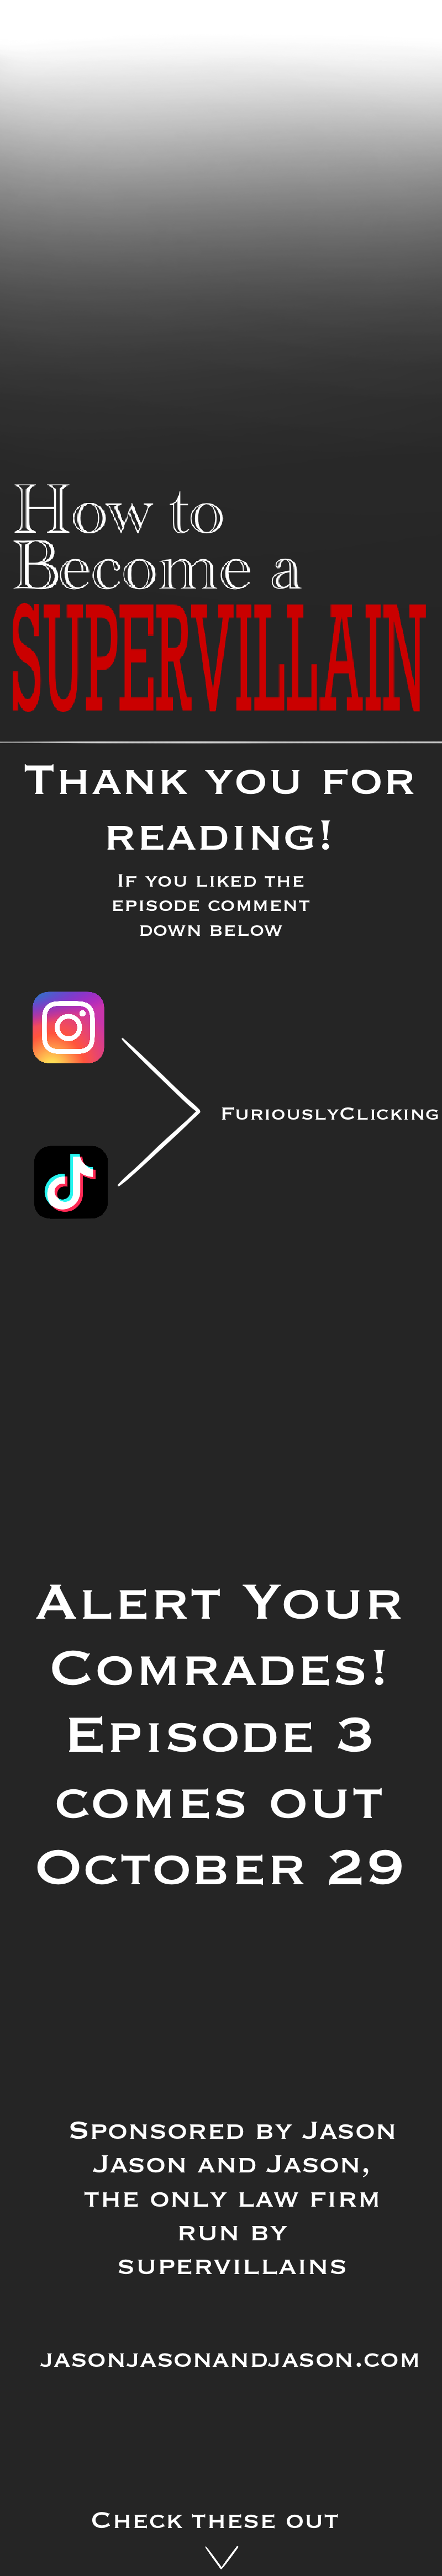 How to
Become a
SUPERVILLAIN
Thank you for
reading!
If you liked the
episode comment
down below
FuriouslyClicking
Alert Your
Comrades!
Episode 3
comes out
October 29
Sponsored by Jason
Jason and Jason,
the only law firm
run by
supervillains
jasonjasonandjason.com
Check these out